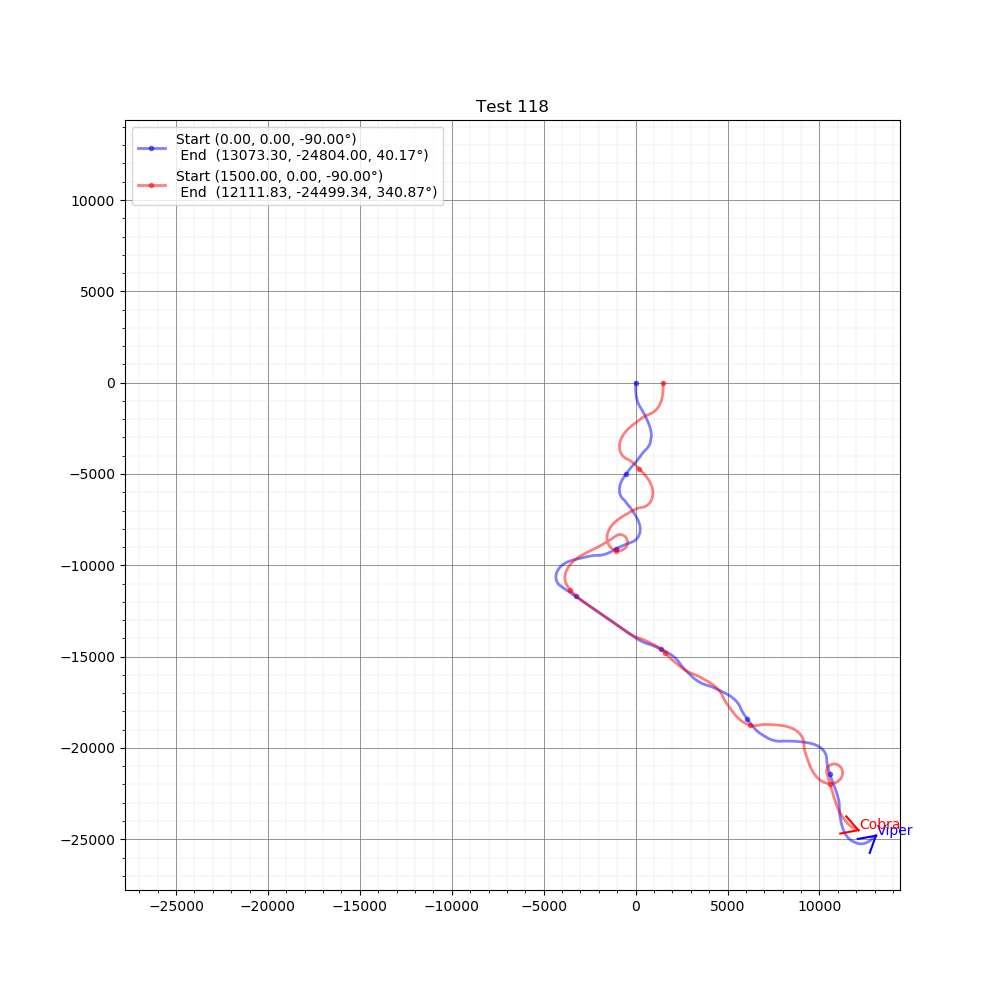 Test 118
Start (0.00, 0.00, -90.00°)
End  (13073.30, -24804.00, 40.17°)
Start (1500.00, 0.00, -90.00°)
End  (12111.83, -24499.34, 340.87°)
10000
5000
0
−5000
−10000
−15000
−20000
−25000
Cobra
Viper
−25000 −20000 −15000 −10000 −5000 0 5000 10000